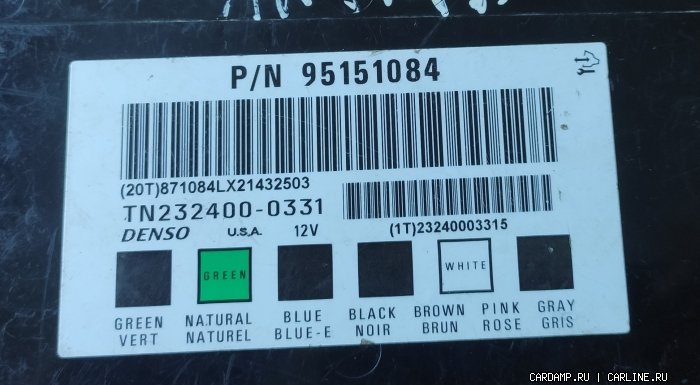 P/N 95151084
(20T)871084LX21432503
TN232400-0331
(1T)23240003315
DENSO U.S.A. 12V
GREEN WHITE
GREEN NATURAL BLUE BLACK BROWN PINK GRAY
VERT NATUREL BLUE-E NOIR BRUN ROSE GRIS
CARDAMP.RU | CARLINE.RU